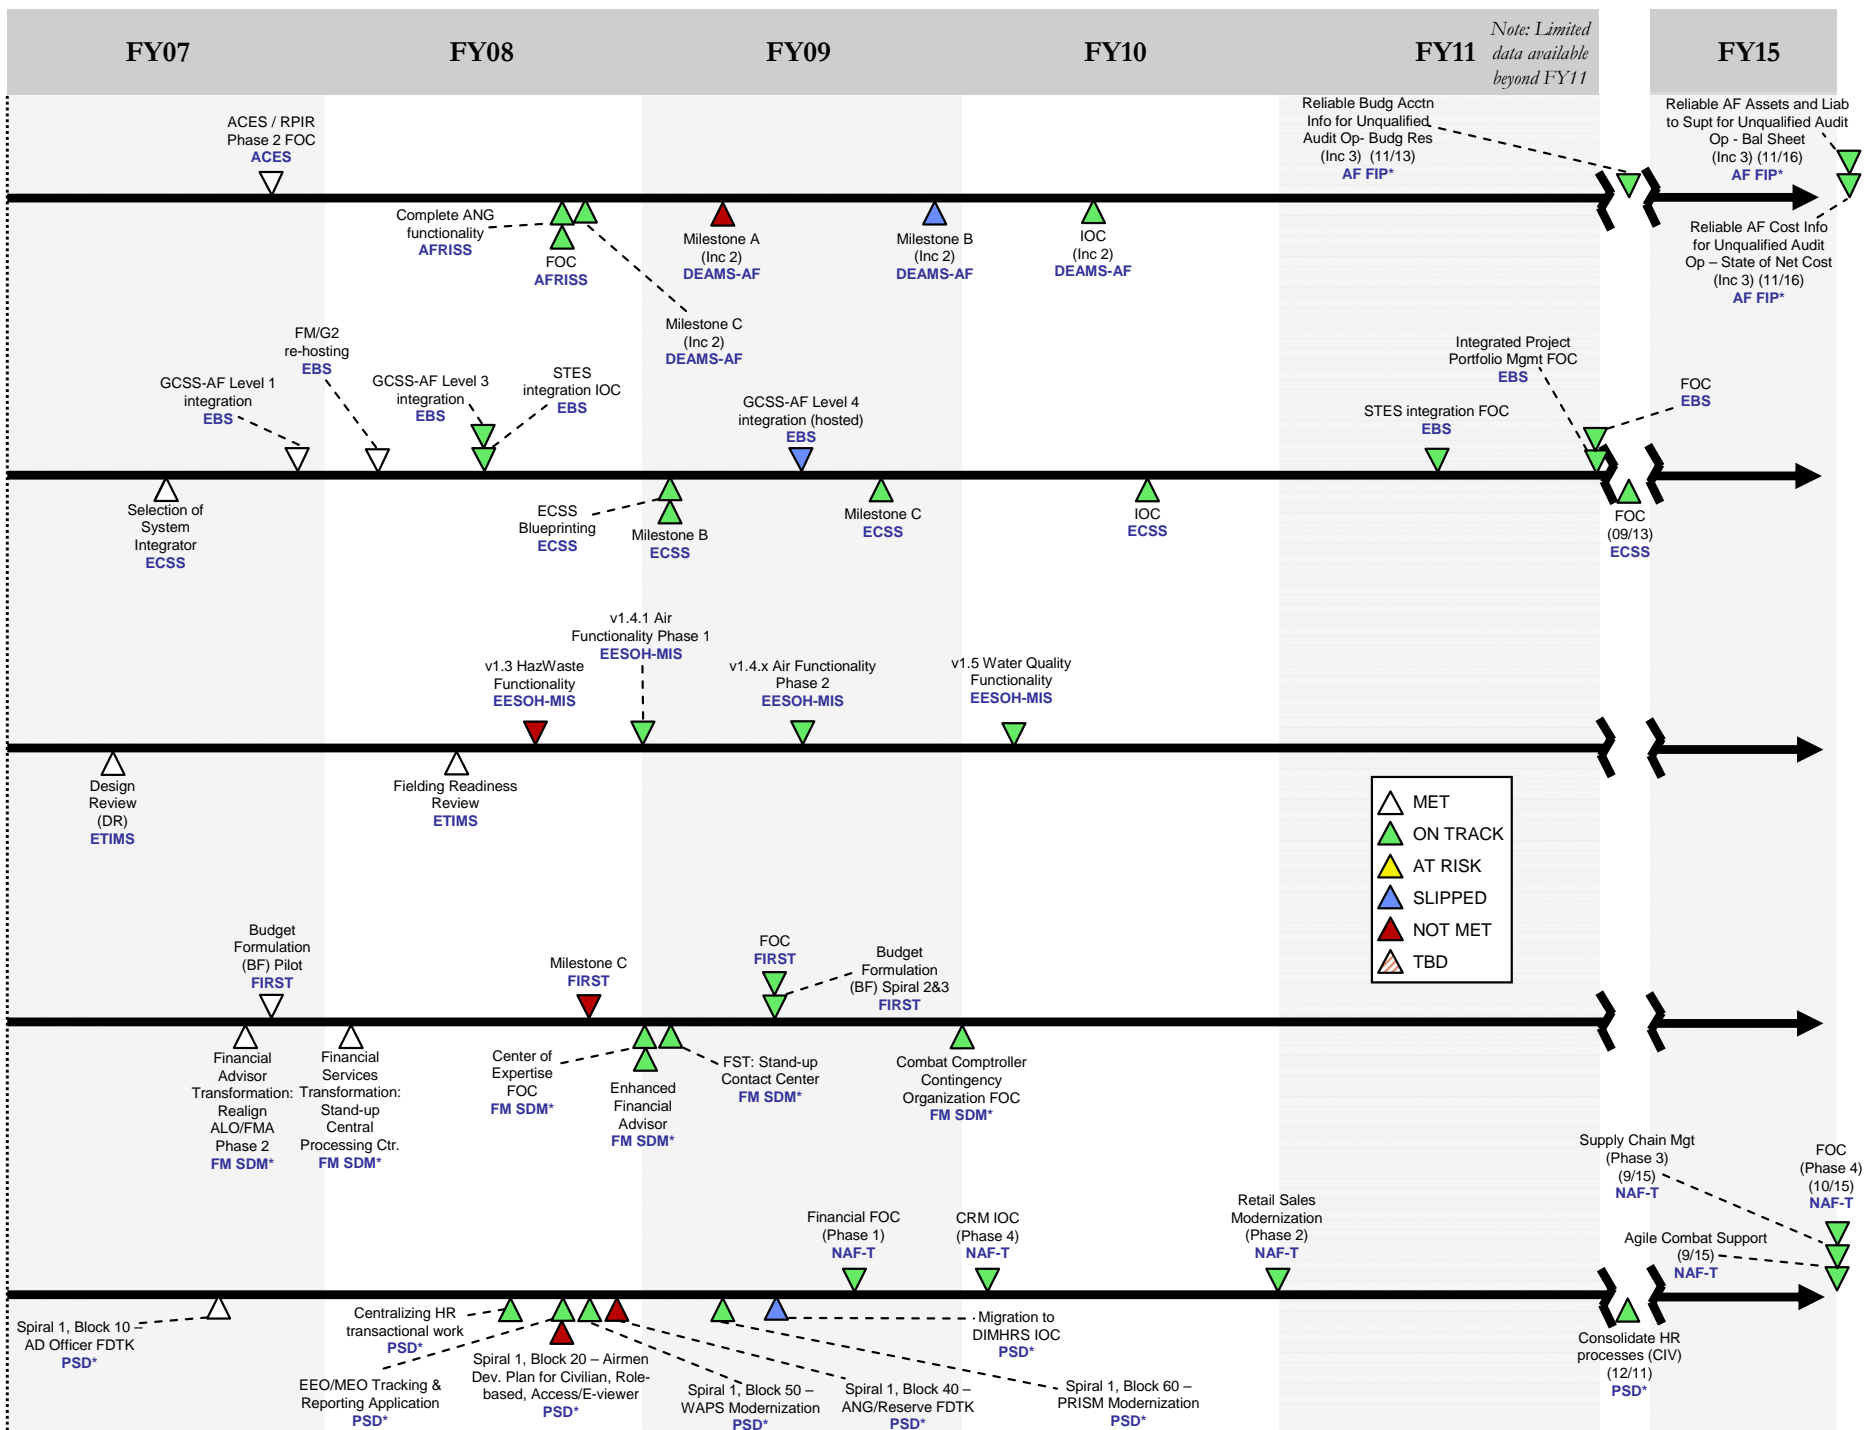 FY07
FY08
FY09
FY10
FY11
Note: Limited
data available
beyond FY11
FY15
ACES / RPIR
Phase 2 FOC
ACES
Reliable Budg Acctn
Info for Unqualified
Audit Op- Budg Res
(Inc 3) (11/13)
AF FIP*
Reliable AF Assets and Liab
to Supt for Unqualified Audit
Op - Bal Sheet
(Inc 3) (11/16)
AF FIP*
Complete ANG
functionality
AFRISS
FOC
AFRISS
Milestone C
(Inc 2)
DEAMS-AF
Milestone A
(Inc 2)
DEAMS-AF
Milestone B
(Inc 2)
DEAMS-AF
IOC
(Inc 2)
DEAMS-AF
Reliable AF Cost Info
for Unqualified Audit
Op – State of Net Cost
(Inc 3) (11/16)
AF FIP*
GCSS-AF Level 1
integration
EBS
FM/G2
re-hosting
EBS
GCSS-AF Level 3
integration
EBS
STES
integration IOC
EBS
GCSS-AF Level 4
integration (hosted)
EBS
STES integration FOC
EBS
Integrated Project
Portfolio Mgmt FOC
EBS
FOC
EBS
Selection of
System
Integrator
ECSS
ECSS
Blueprinting
ECSS
Milestone B
ECSS
Milestone C
ECSS
IOC
ECSS
FOC
(09/13)
ECSS
v1.3 HazWaste
Functionality
EESOH-MIS
v1.4.1 Air
Functionality Phase 1
EESOH-MIS
v1.4.x Air Functionality
Phase 2
EESOH-MIS
v1.5 Water Quality
Functionality
EESOH-MIS
Design
Review
(DR)
ETIMS
Fielding Readiness
Review
ETIMS
MET
ON TRACK
AT RISK
SLIPPED
NOT MET
TBD
Budget
Formulation
(BF) Pilot
FIRST
Milestone C
FIRST
FOC
FIRST
Budget
Formulation
(BF) Spiral 2&3
FIRST
Financial
Advisor
Transformation:
Realign
ALO/FMA
Phase 2
FM SDM*
Financial
Services
Transformation:
Stand-up
Central
Processing Ctr.
FM SDM*
Center of
Expertise
FOC
FM SDM*
Enhanced
Financial
Advisor
FM SDM*
FST: Stand-up
Contact Center
FM SDM*
Combat Comptroller
Contingency
Organization FOC
FM SDM*
Financial FOC
(Phase 1)
NAF-T
CRM IOC
(Phase 4)
NAF-T
Retail Sales
Modernization
(Phase 2)
NAF-T
Supply Chain Mgt
(Phase 3)
(9/15)
NAF-T
Agile Combat Support
(9/15)
NAF-T
FOC
(Phase 4)
(10/15)
NAF-T
Spiral 1, Block 10 –
AD Officer FDTK
PSD*
Centralizing HR
transactional work
PSD*
EEO/MEO Tracking &
Reporting Application
PSD*
Spiral 1, Block 20 – Airmen
Dev. Plan for Civilian, Role-
based, Access/E-viewer
PSD*
Spiral 1, Block 50 –
WAPS Modernization
PSD*
Spiral 1, Block 40 –
ANG/Reserve FDTK
PSD*
Migration to
DIMHRS IOC
PSD*
Spiral 1, Block 60 –
PRISM Modernization
PSD*
Consolidate HR
processes (CIV)
(12/11)
PSD*